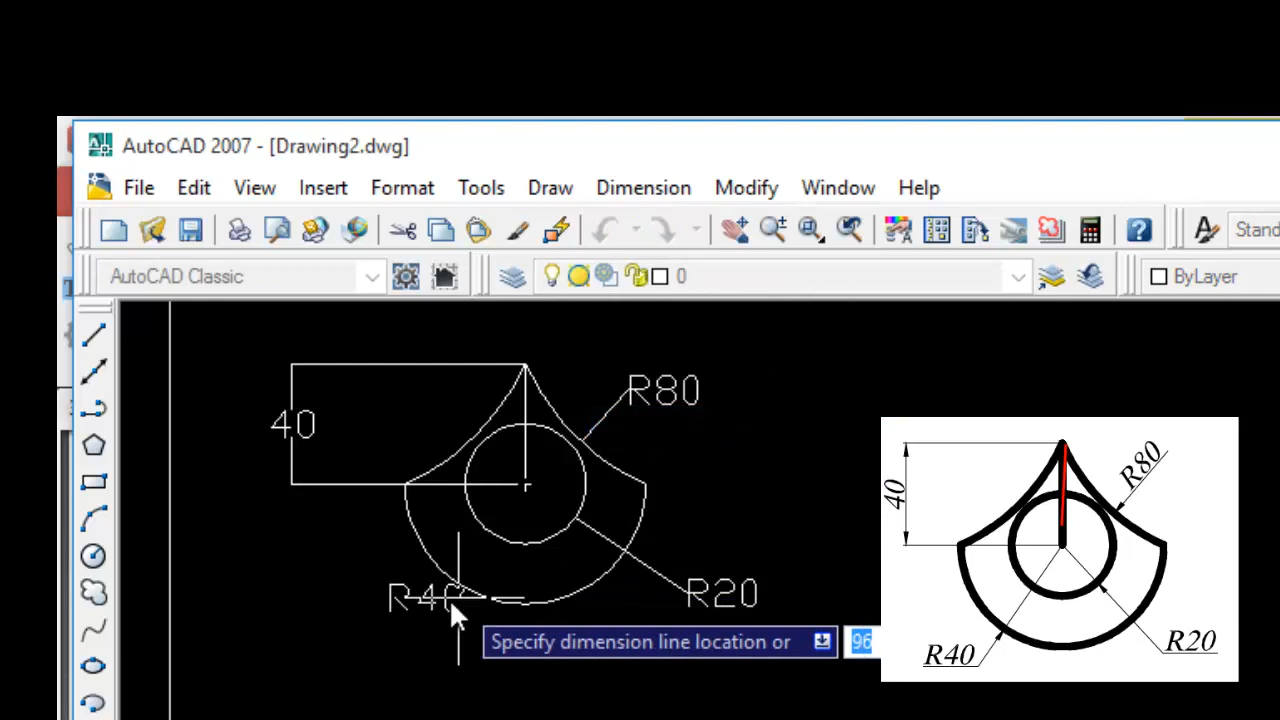 AutoCAD 2007 - [Drawing2.dwg]
File Edit View Insert Format Tools Draw Dimension Modify Window Help
AutoCAD Classic
0
ByLayer
R80
40
R20
R40
Specify dimension line location or
96
R80
40
R40
R20